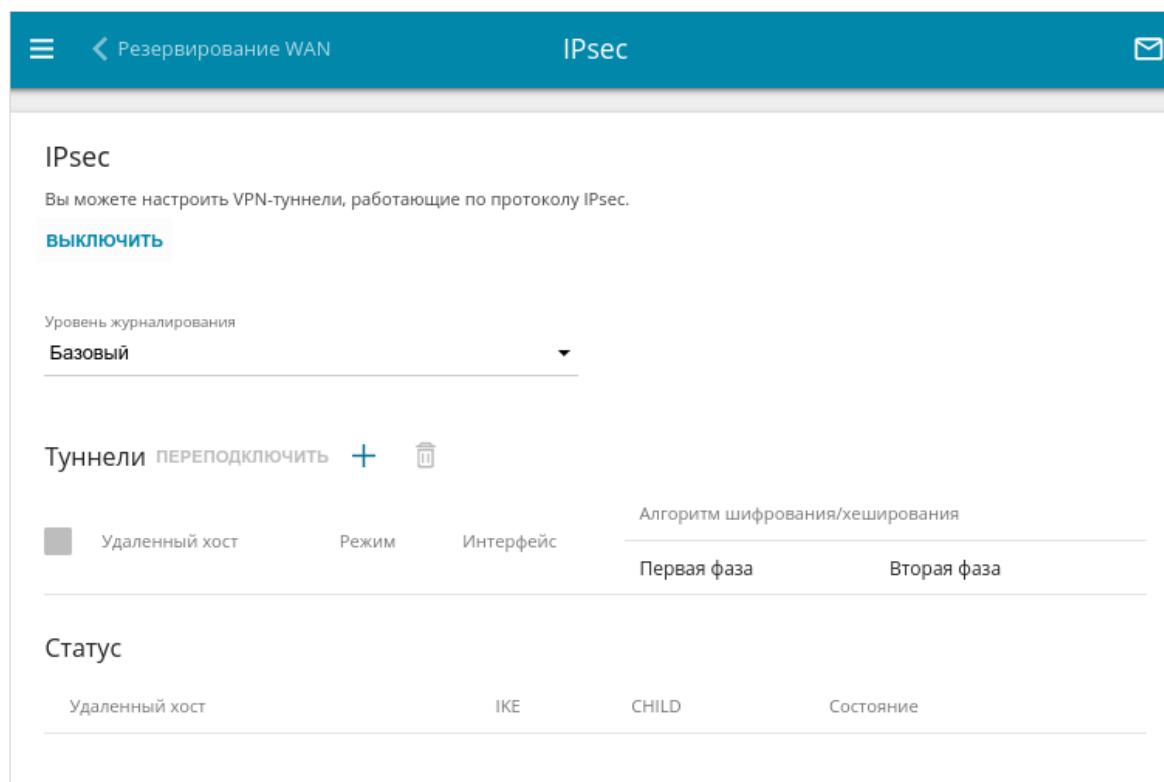 Резервирование WAN
IPsec
IPsec
Вы можете настроить VPN-туннели, работающие по протоколу IPsec.
ВЫКЛЮЧИТЬ
Уровень журналирования
Базовый
Туннели ПЕРЕПОДКЛЮЧИТЬ
Алгоритм шифрования/хеширования
Удаленный хост Режим Интерфейс
Первая фаза Вторая фаза
Статус
Удаленный хост IKE CHILD Состояние